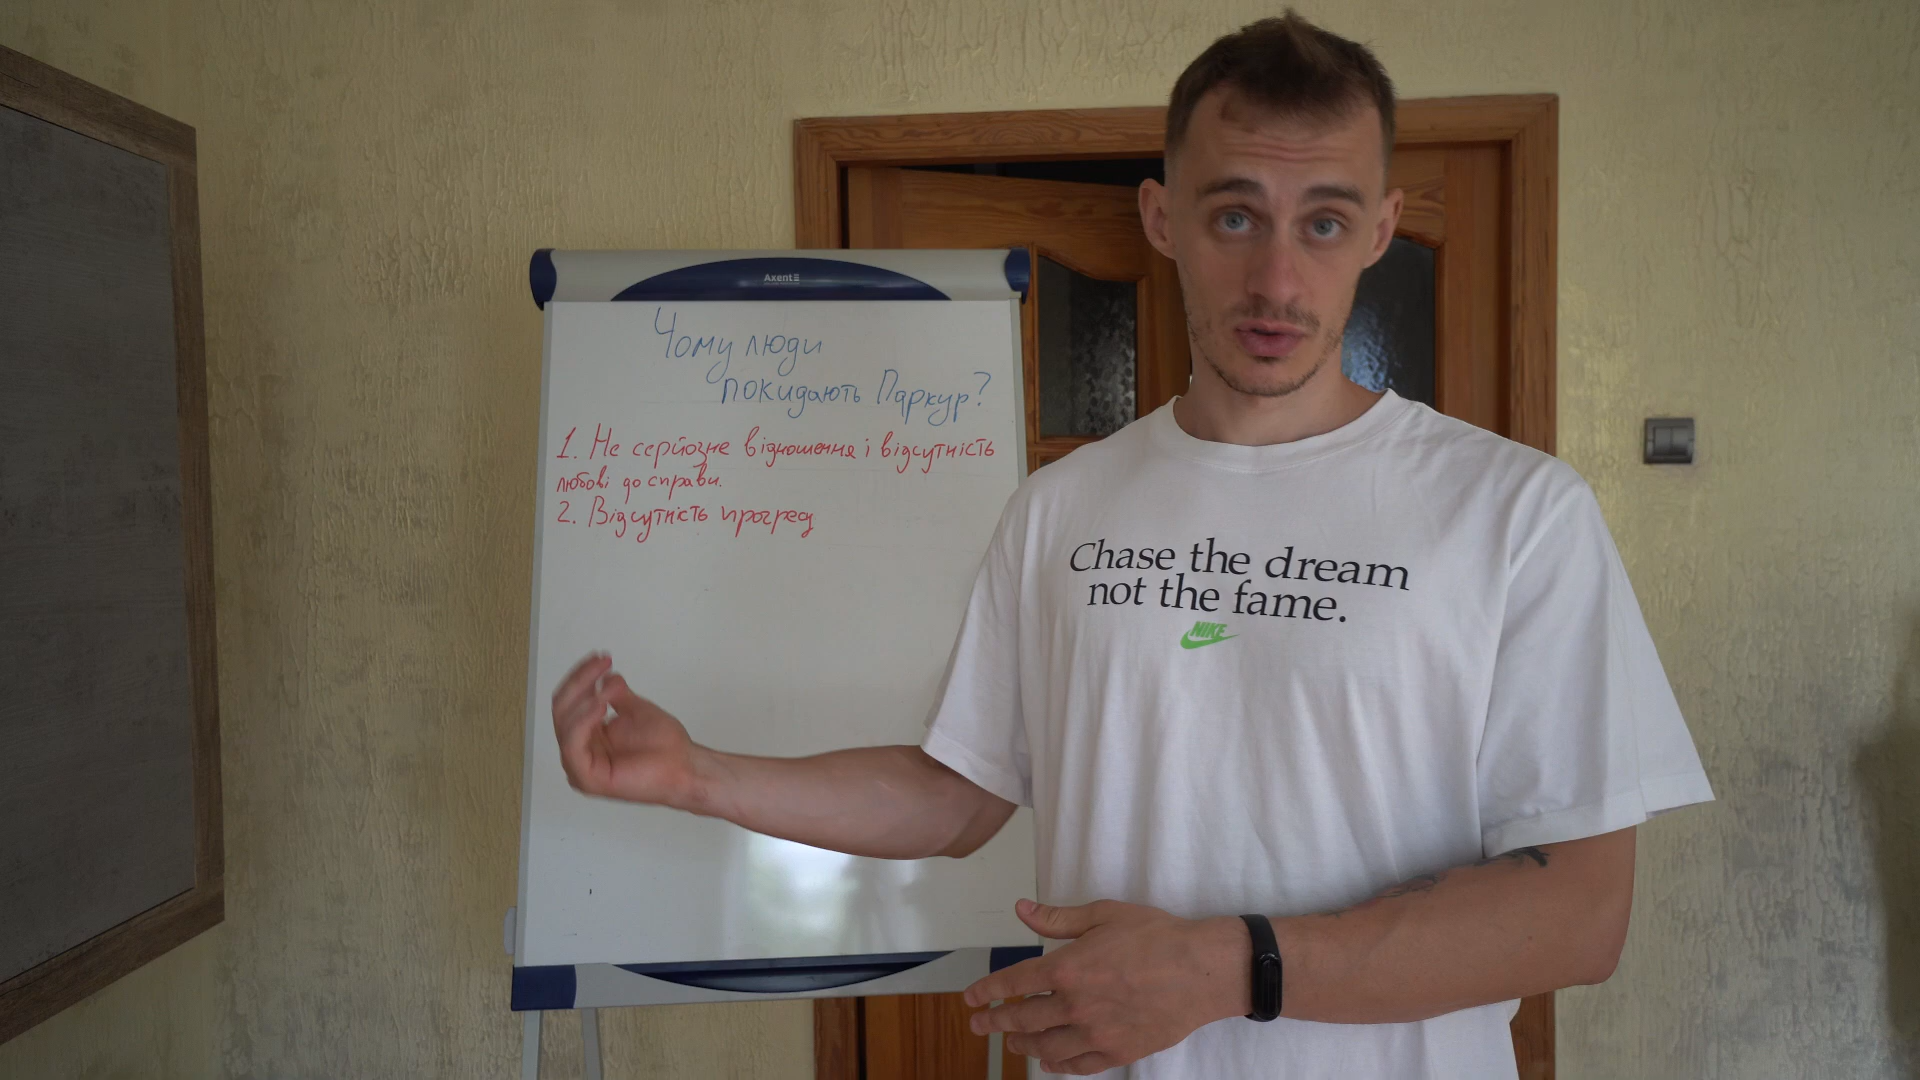 Axent
Чому люди
покидають Паркур?
1. Не серйозне відношення і відсутність
любові до справи.
2. Відсутність прогресу
Chase the dream
not the fame.
NIKE